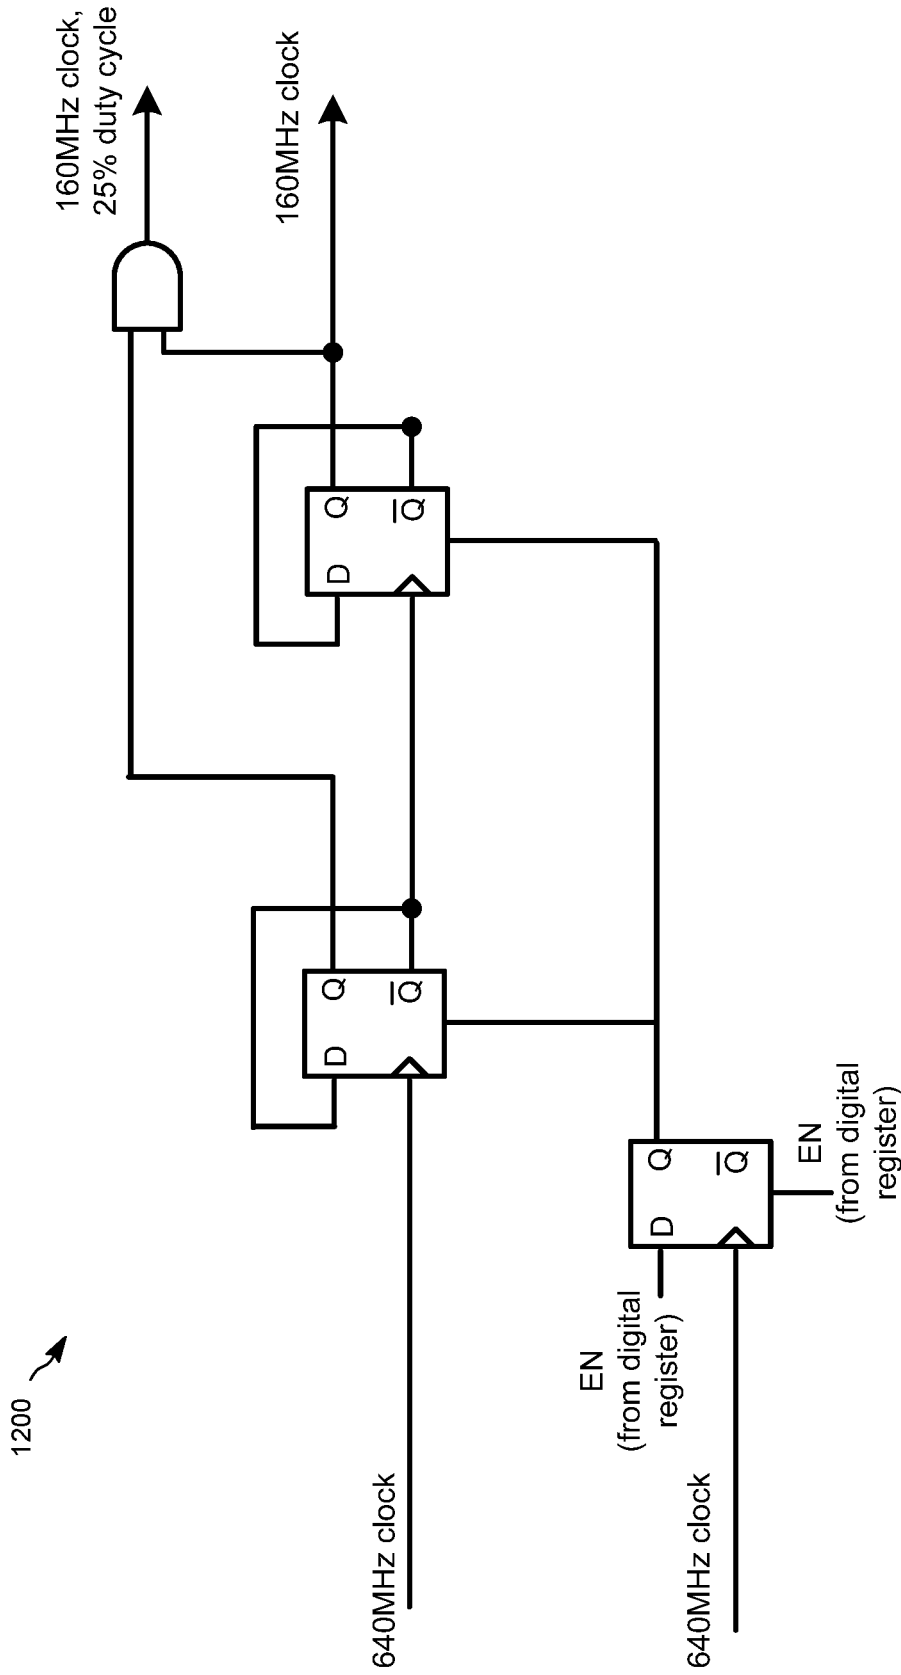 1200
160MHz clock,
25% duty cycle
160MHz clock
D
Q
Q
D
Q
Q
640MHz clock
EN
(from digital
register)
D
Q
Q
EN
(from digital
register)
640MHz clock